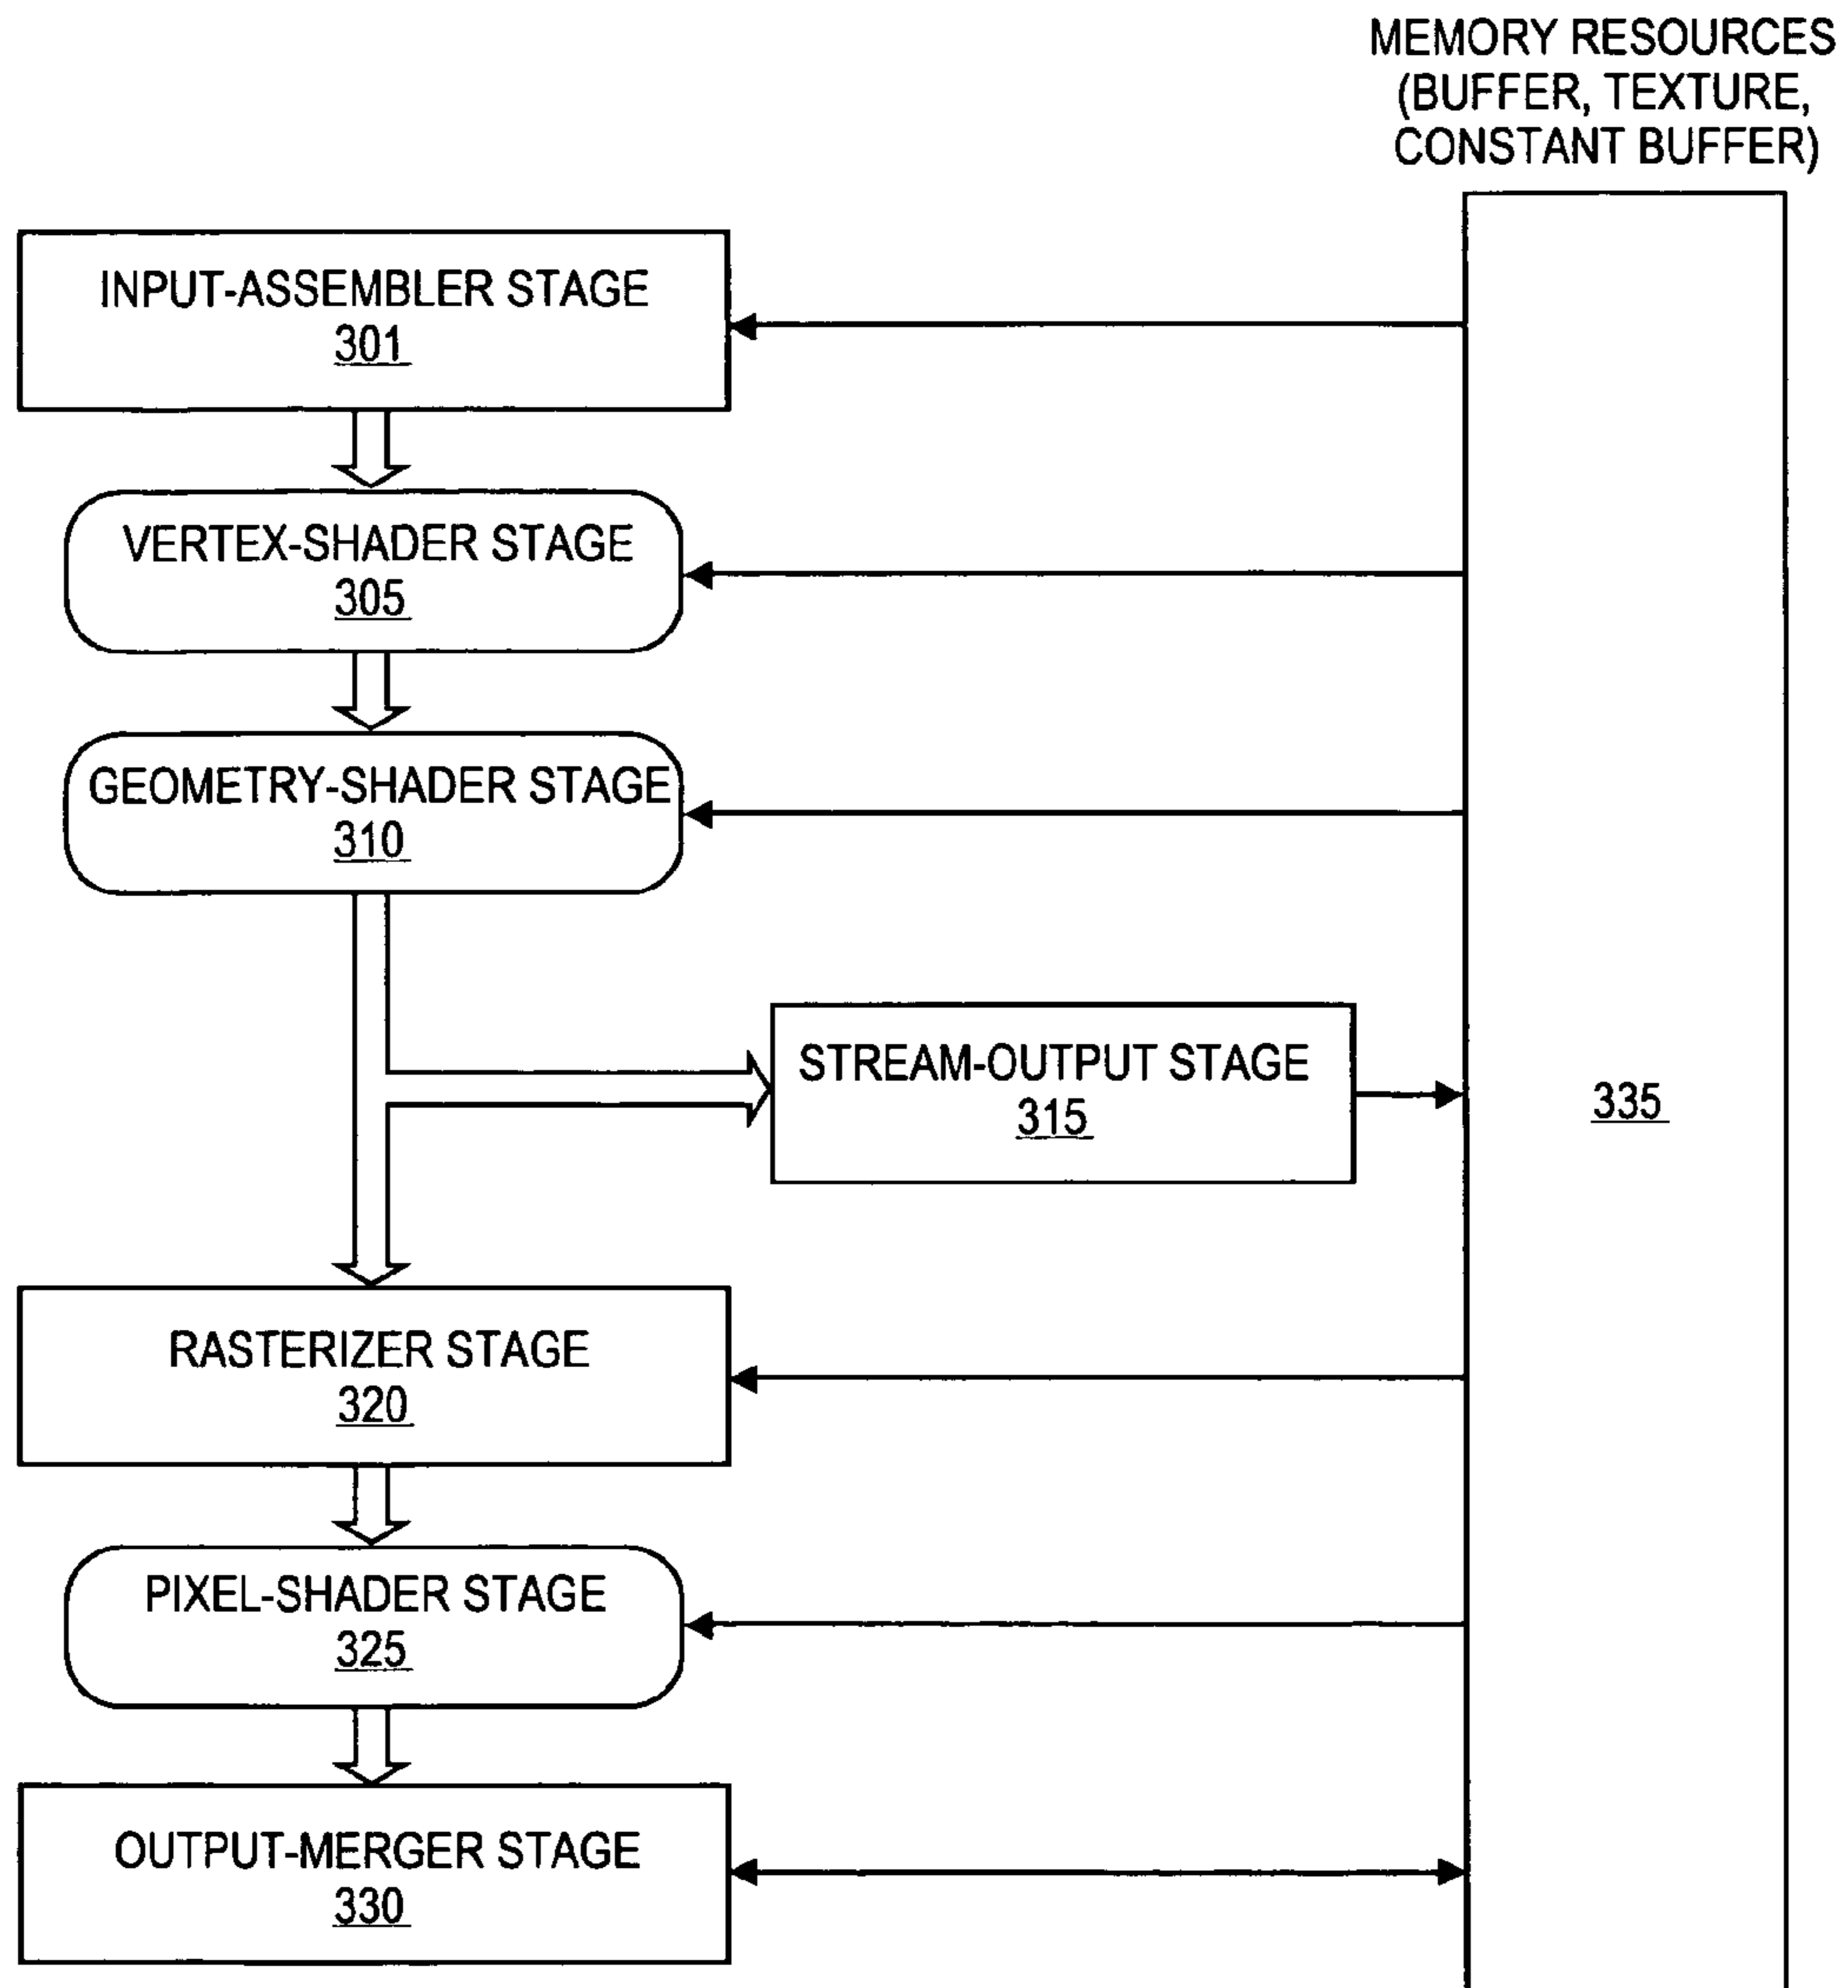 MEMORY RESOURCES
(BUFFER, TEXTURE,
CONSTANT BUFFER)
INPUT-ASSEMBLER STAGE
301
VERTEX-SHADER STAGE
305
GEOMETRY-SHADER STAGE
310
STREAM-OUTPUT STAGE
315
335
RASTERIZER STAGE
320
PIXEL-SHADER STAGE
325
OUTPUT-MERGER STAGE
330